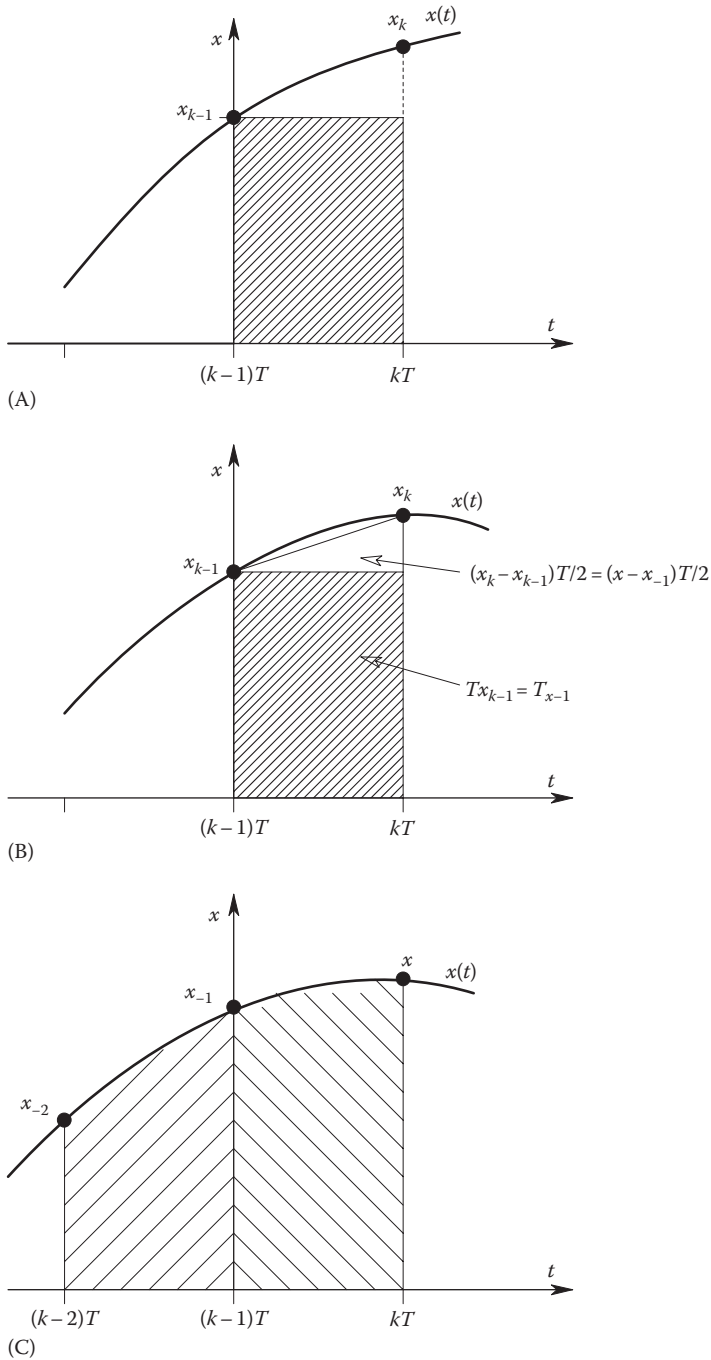 x
x_k
x(t)
x_{k−1}
t
(k – 1)T
kT
(A)
x
x_k
x(t)
x_{k−1}
(x_k – x_{k−1})T/2 = (x – x_{−1})T/2
Tx_{k−1} = T_{x−1}
t
(k – 1)T
kT
(B)
x
x
x(t)
x_{−1}
x_{−2}
t
(k – 2)T
(k – 1)T
kT
(C)